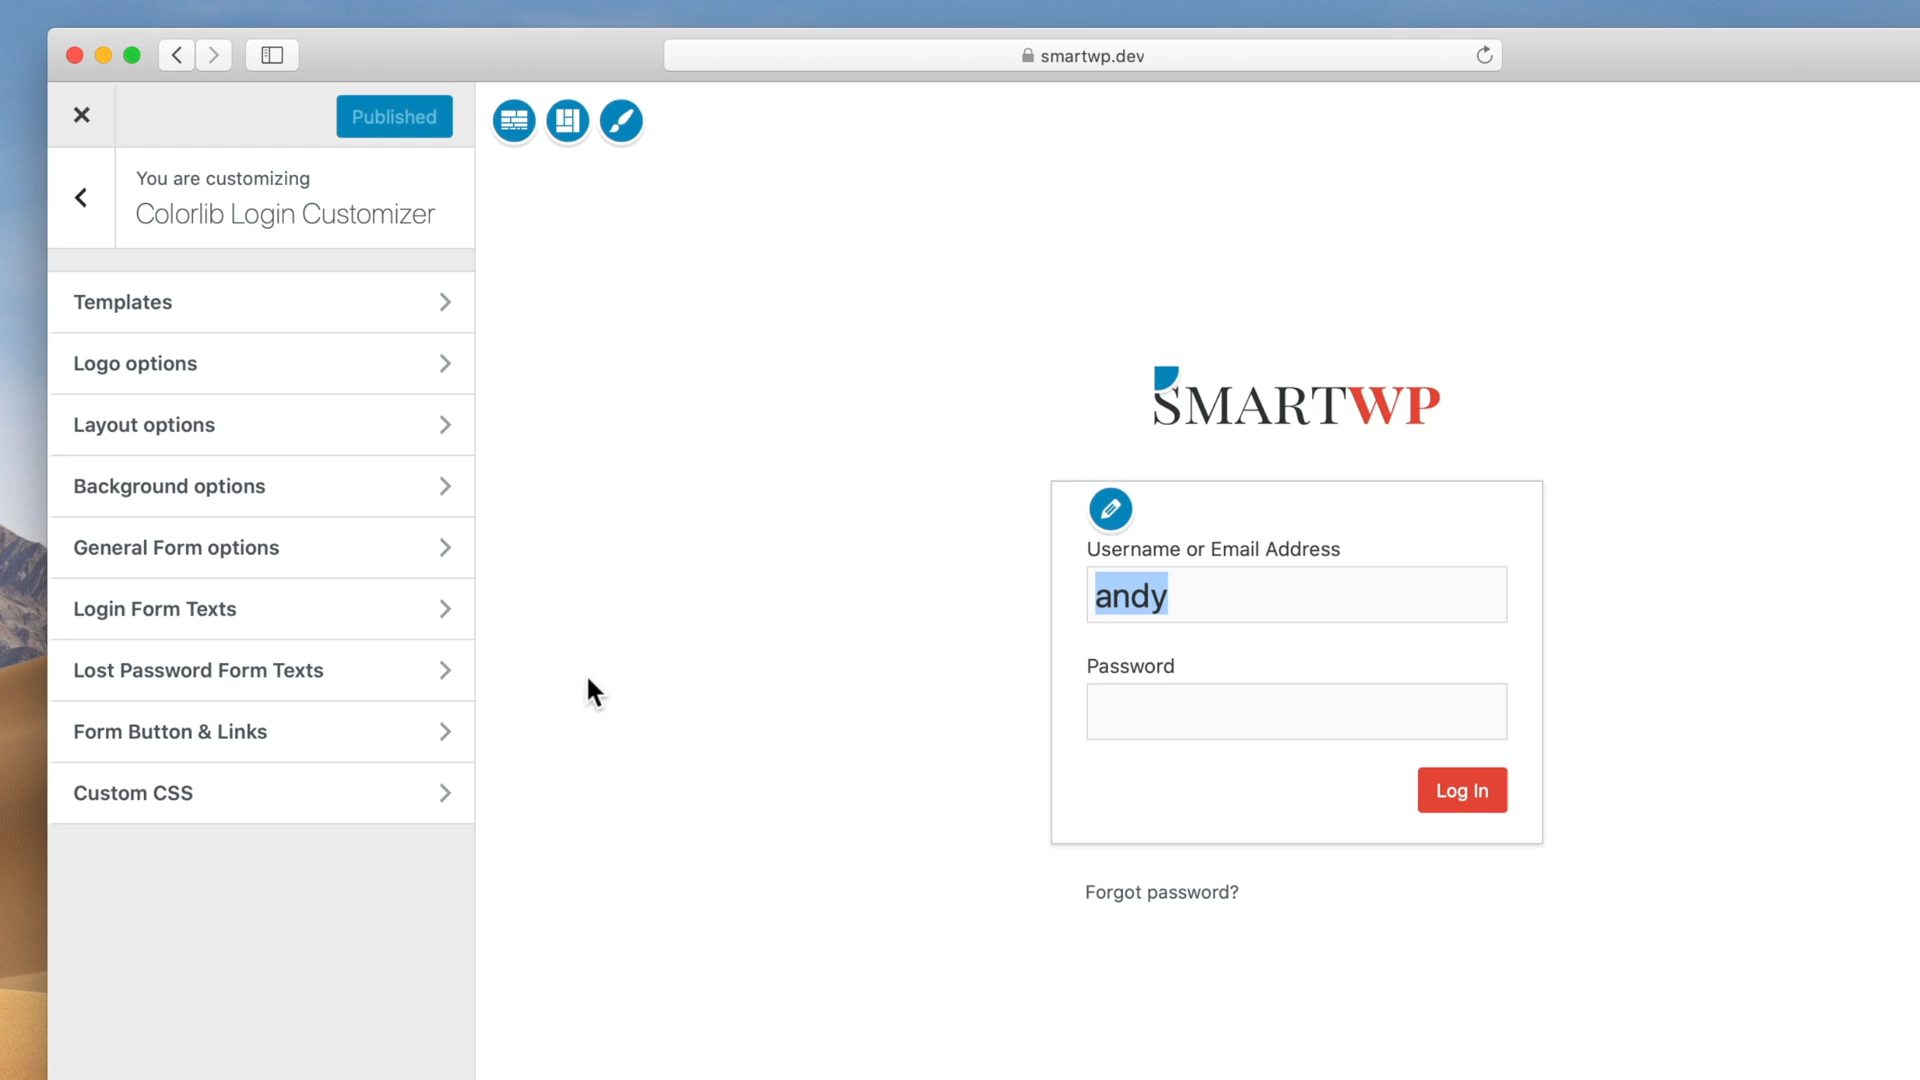 smartwp.dev
Published
You are customizing
Colorlib Login Customizer
Templates
Logo options
Layout options
Background options
General Form options
Login Form Texts
Lost Password Form Texts
Form Button & Links
Custom CSS
SMARTWP
Username or Email Address
andy
Password
Log In
Forgot password?